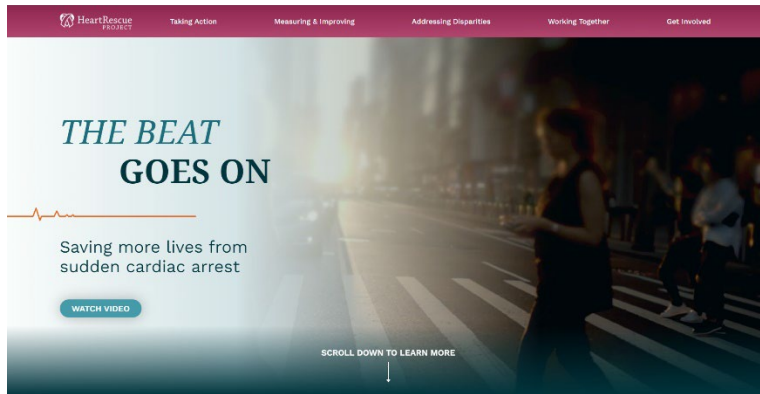 HeartRescue
PROJECT
Taking Action
Measuring & Improving
Addressing Disparities
Working Together
Get Involved
THE BEAT
GOES ON
Saving more lives from
sudden cardiac arrest
WATCH VIDEO
SCROLL DOWN TO LEARN MORE